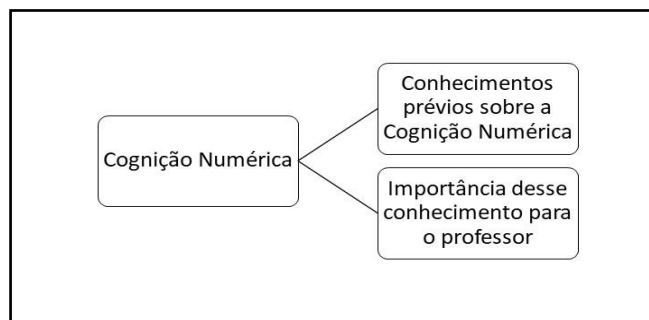 Cognição Numérica
Conhecimentos
prévios sobre a
Cognição Numérica
Importância desse
conhecimento para
o professor